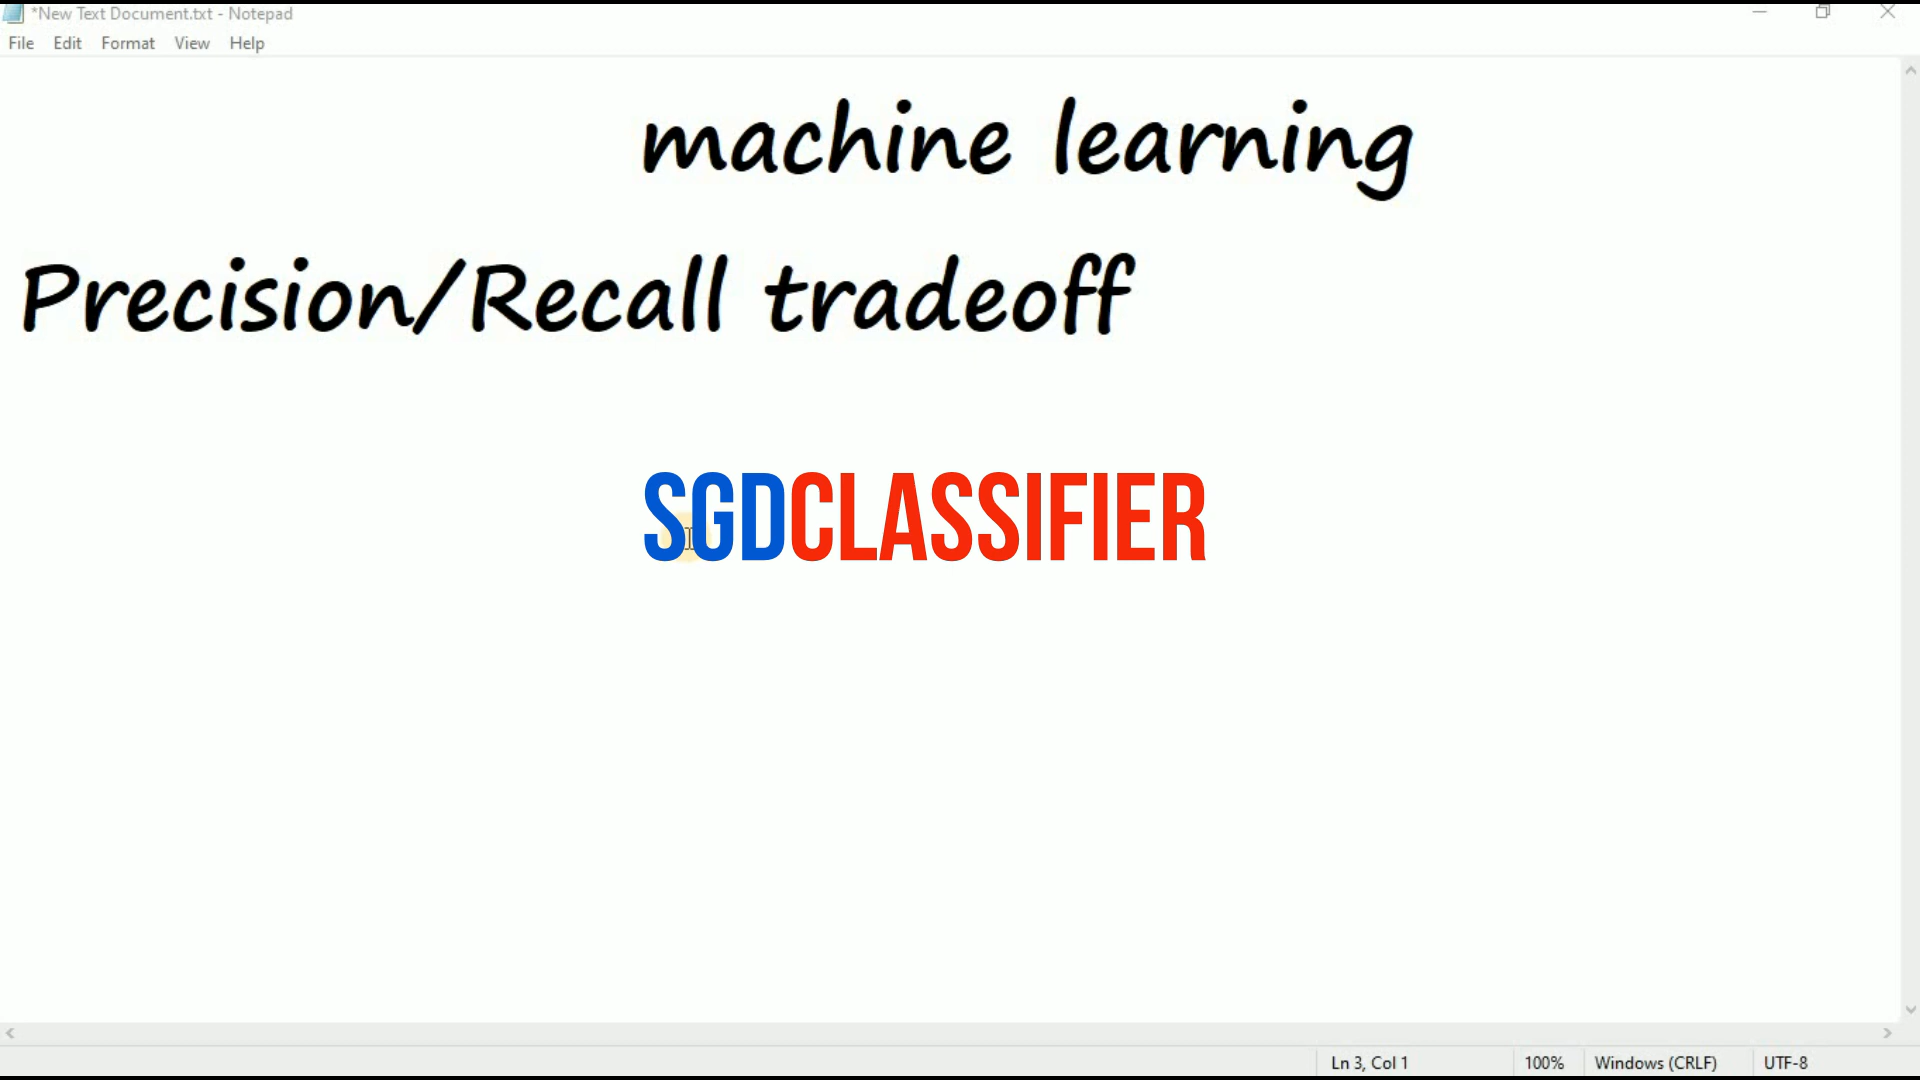 *New Text Document.txt - Notepad
File Edit Format View Help
machine learning
Precision/Recall tradeoff
SGDCLASSIFIER
Ln 3, Col 1 100% Windows (CRLF) UTF-8